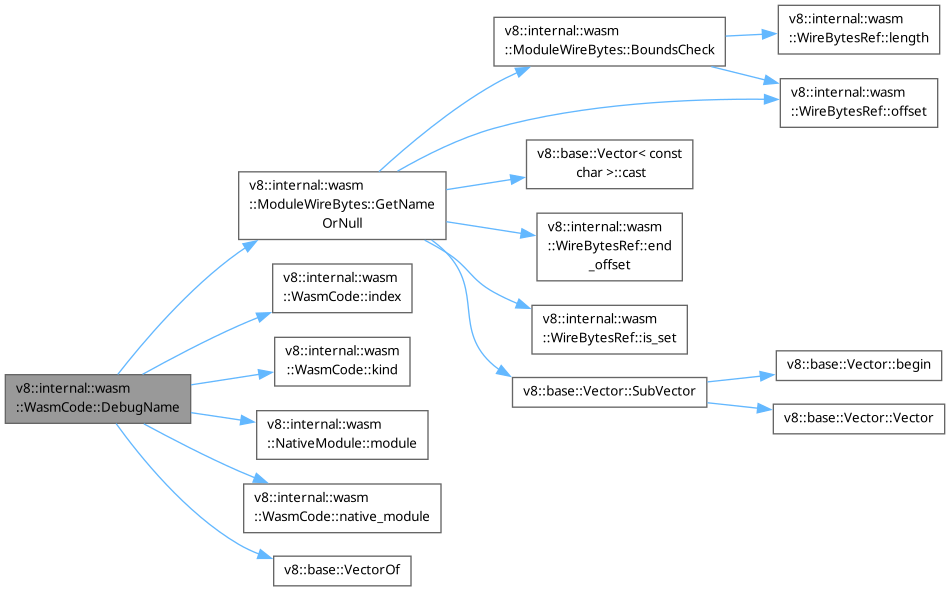 v8::internal::wasm
::WasmCode::DebugName
v8::internal::wasm
::ModuleWireBytes::GetName
OrNull
v8::internal::wasm
::ModuleWireBytes::BoundsCheck
v8::internal::wasm
::WireBytesRef::length
v8::internal::wasm
::WireBytesRef::offset
v8::base::Vector< const
char >::cast
v8::internal::wasm
::WireBytesRef::end
_offset
v8::internal::wasm
::WireBytesRef::is_set
v8::base::Vector::SubVector
v8::base::Vector::begin
v8::base::Vector::Vector
v8::internal::wasm
::WasmCode::index
v8::internal::wasm
::WasmCode::kind
v8::internal::wasm
::NativeModule::module
v8::internal::wasm
::WasmCode::native_module
v8::base::VectorOf